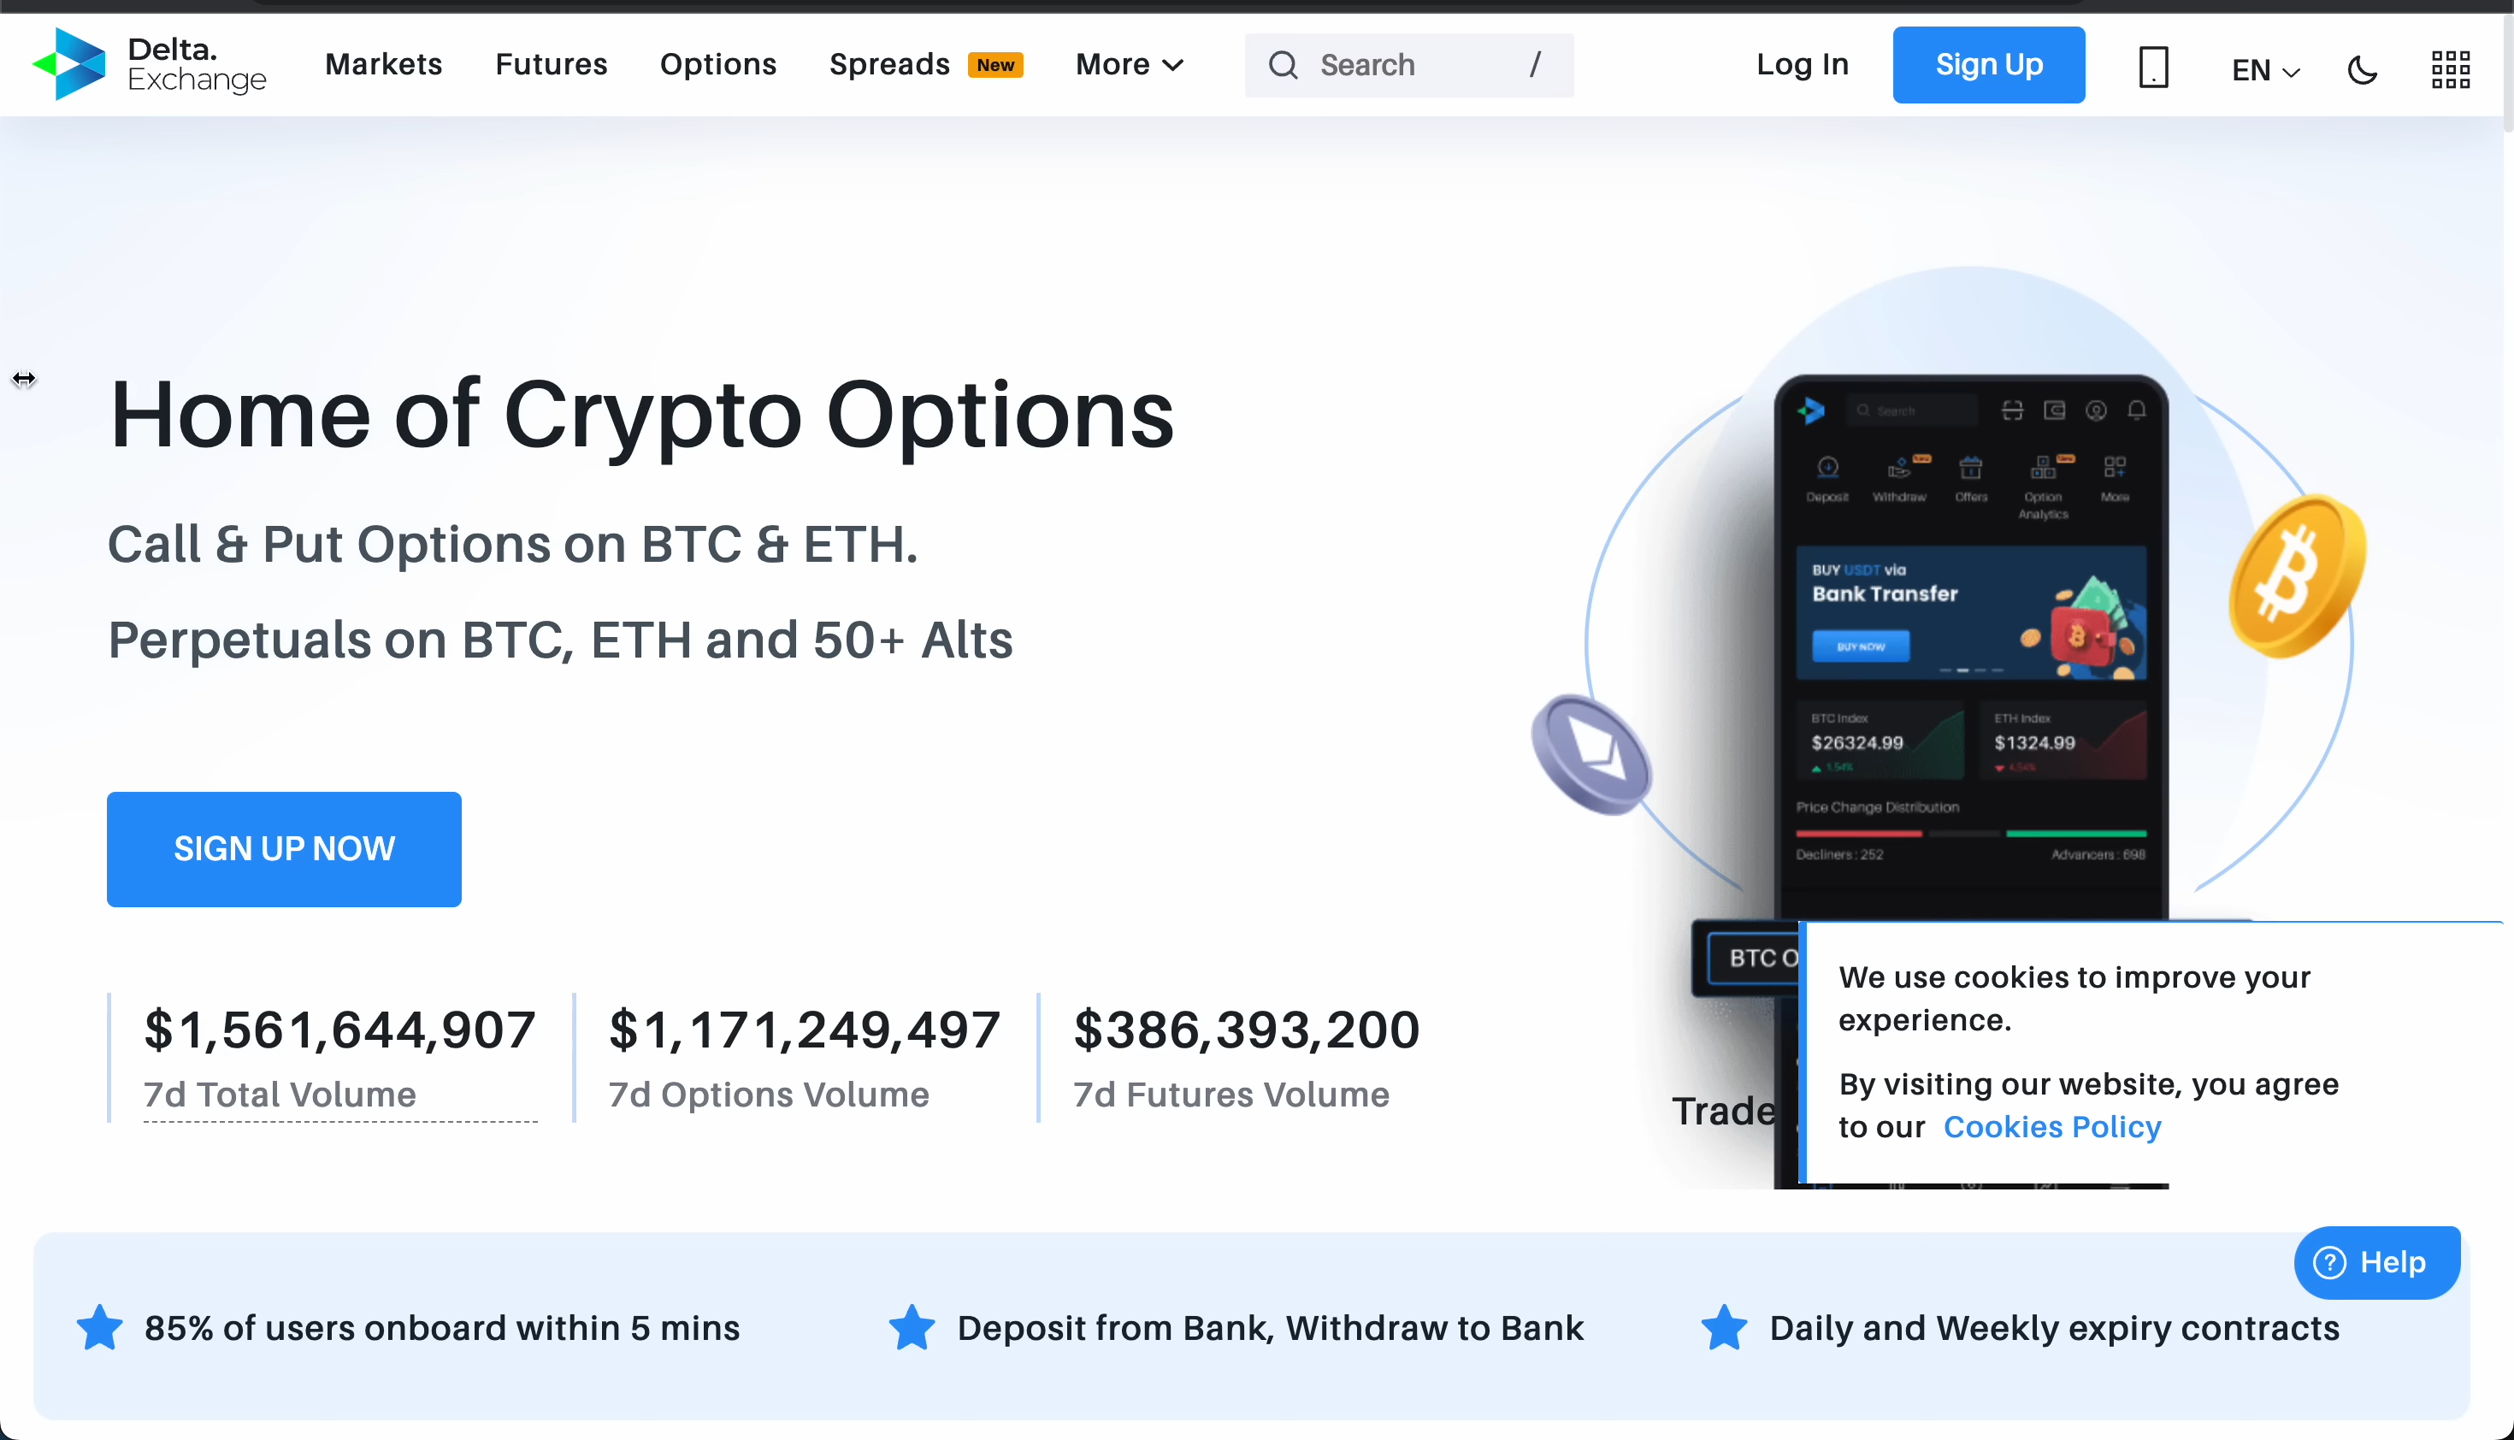 Delta.
Exchange
Markets
Futures
Options
Spreads New
More
Search /
Log In
Sign Up
EN
Home of Crypto Options
Call & Put Options on BTC & ETH.
Perpetuals on BTC, ETH and 50+ Alts
SIGN UP NOW
$1,561,644,907
7d Total Volume
$1,171,249,497
7d Options Volume
$386,393,200
7d Futures Volume
Search
Deposit
Withdraw
Offers
Option
Analytics
More
BUY USDT via
Bank Transfer
BUY NOW
BTC Index
$26324.99
1.54%
ETH Index
$1324.99
4.54%
Price Change Distribution
Decliners : 252
Advancers : 698
BTC O
Trade
We use cookies to improve your
experience.
By visiting our website, you agree
to our Cookies Policy
Help
85% of users onboard within 5 mins
Deposit from Bank, Withdraw to Bank
Daily and Weekly expiry contracts